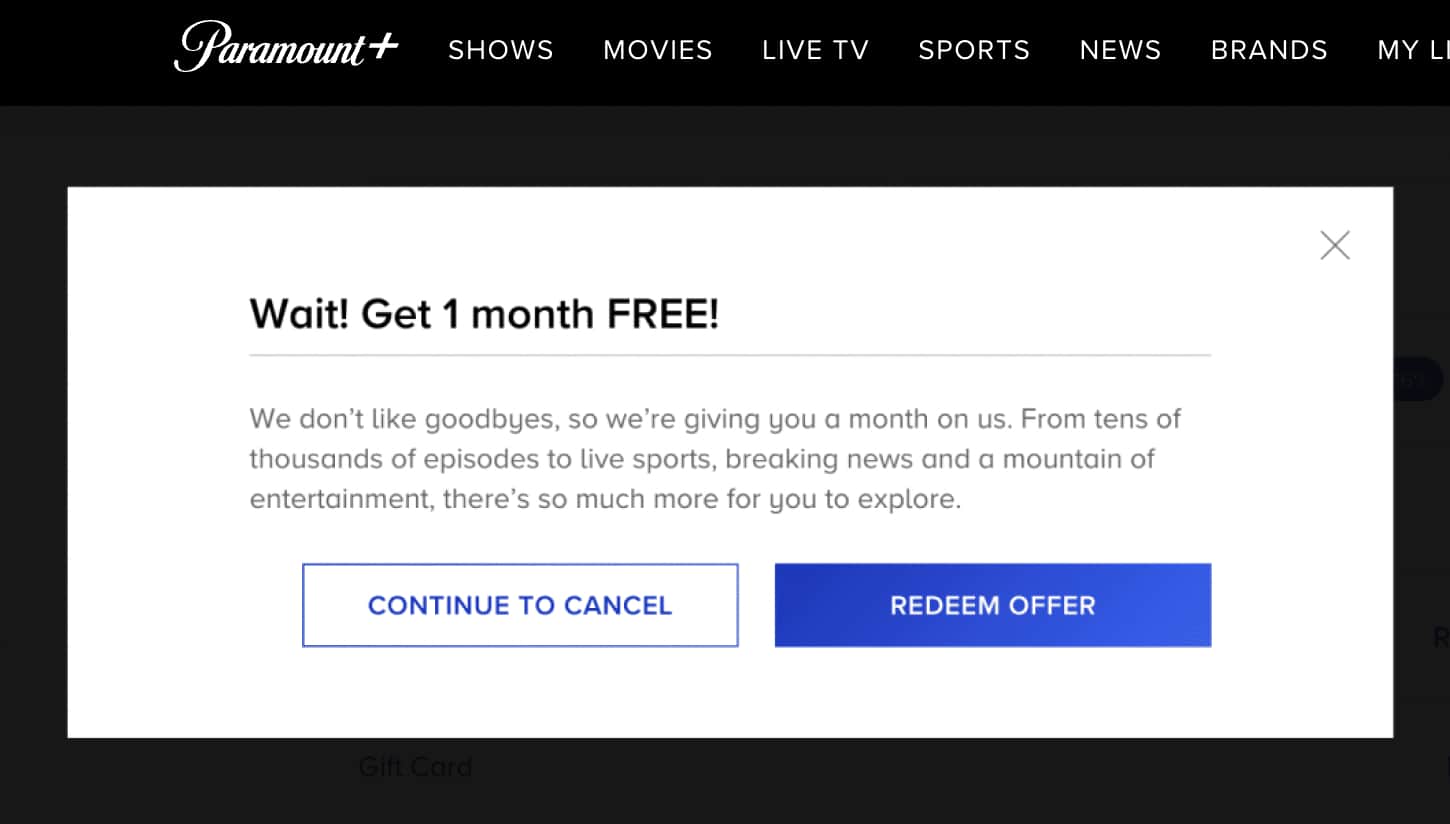 Paramount+ SHOWS MOVIES LIVE TV SPORTS NEWS BRANDS MY
Wait! Get 1 month FREE!
We don’t like goodbyes, so we’re giving you a month on us. From tens of
thousands of episodes to live sports, breaking news and a mountain of
entertainment, there’s so much more for you to explore.
CONTINUE TO CANCEL REDEEM OFFER
Gift Card